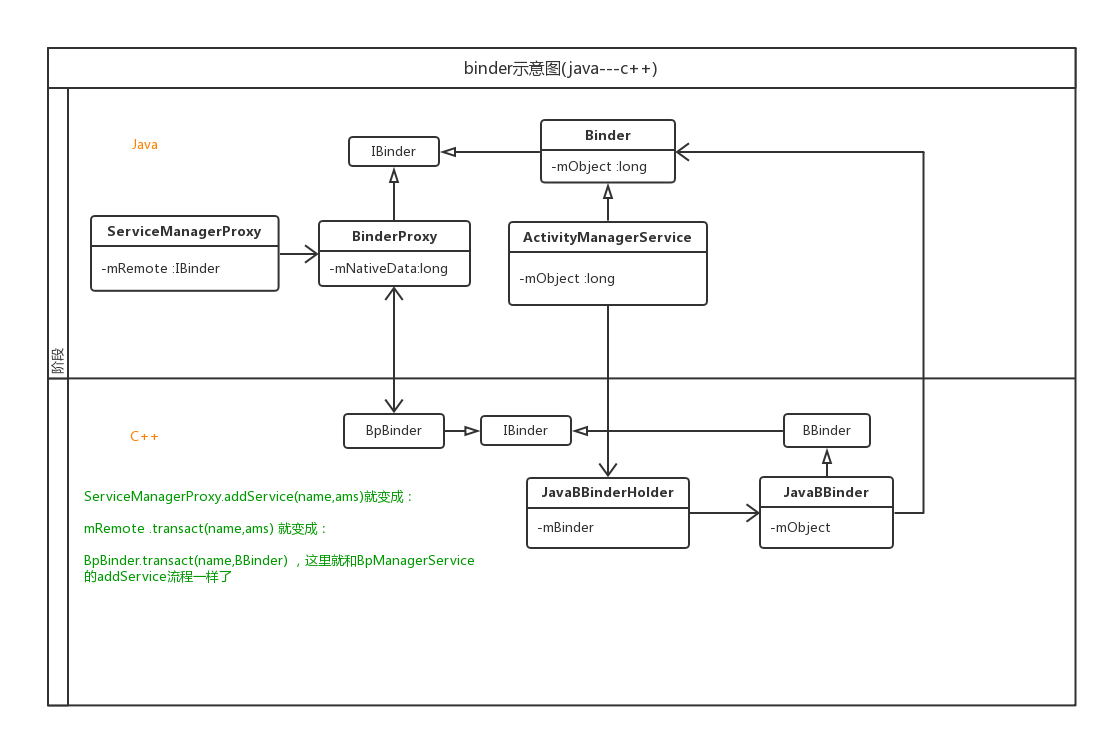 binder示意图(java---c++)
Java
IBinder
Binder
-mObject :long
ServiceManagerProxy
-mRemote :IBinder
BinderProxy
-mNativeData:long
ActivityManagerService
-mObject :long
阶段
C++
BpBinder
IBinder
BBinder
JavaBBinderHolder
-mBinder
JavaBBinder
-mObject
ServiceManagerProxy.addService(name,ams)就变成：
mRemote .transact(name,ams) 就变成：
BpBinder.transact(name,BBinder) ，这里就和BpManagerService
的addService流程一样了